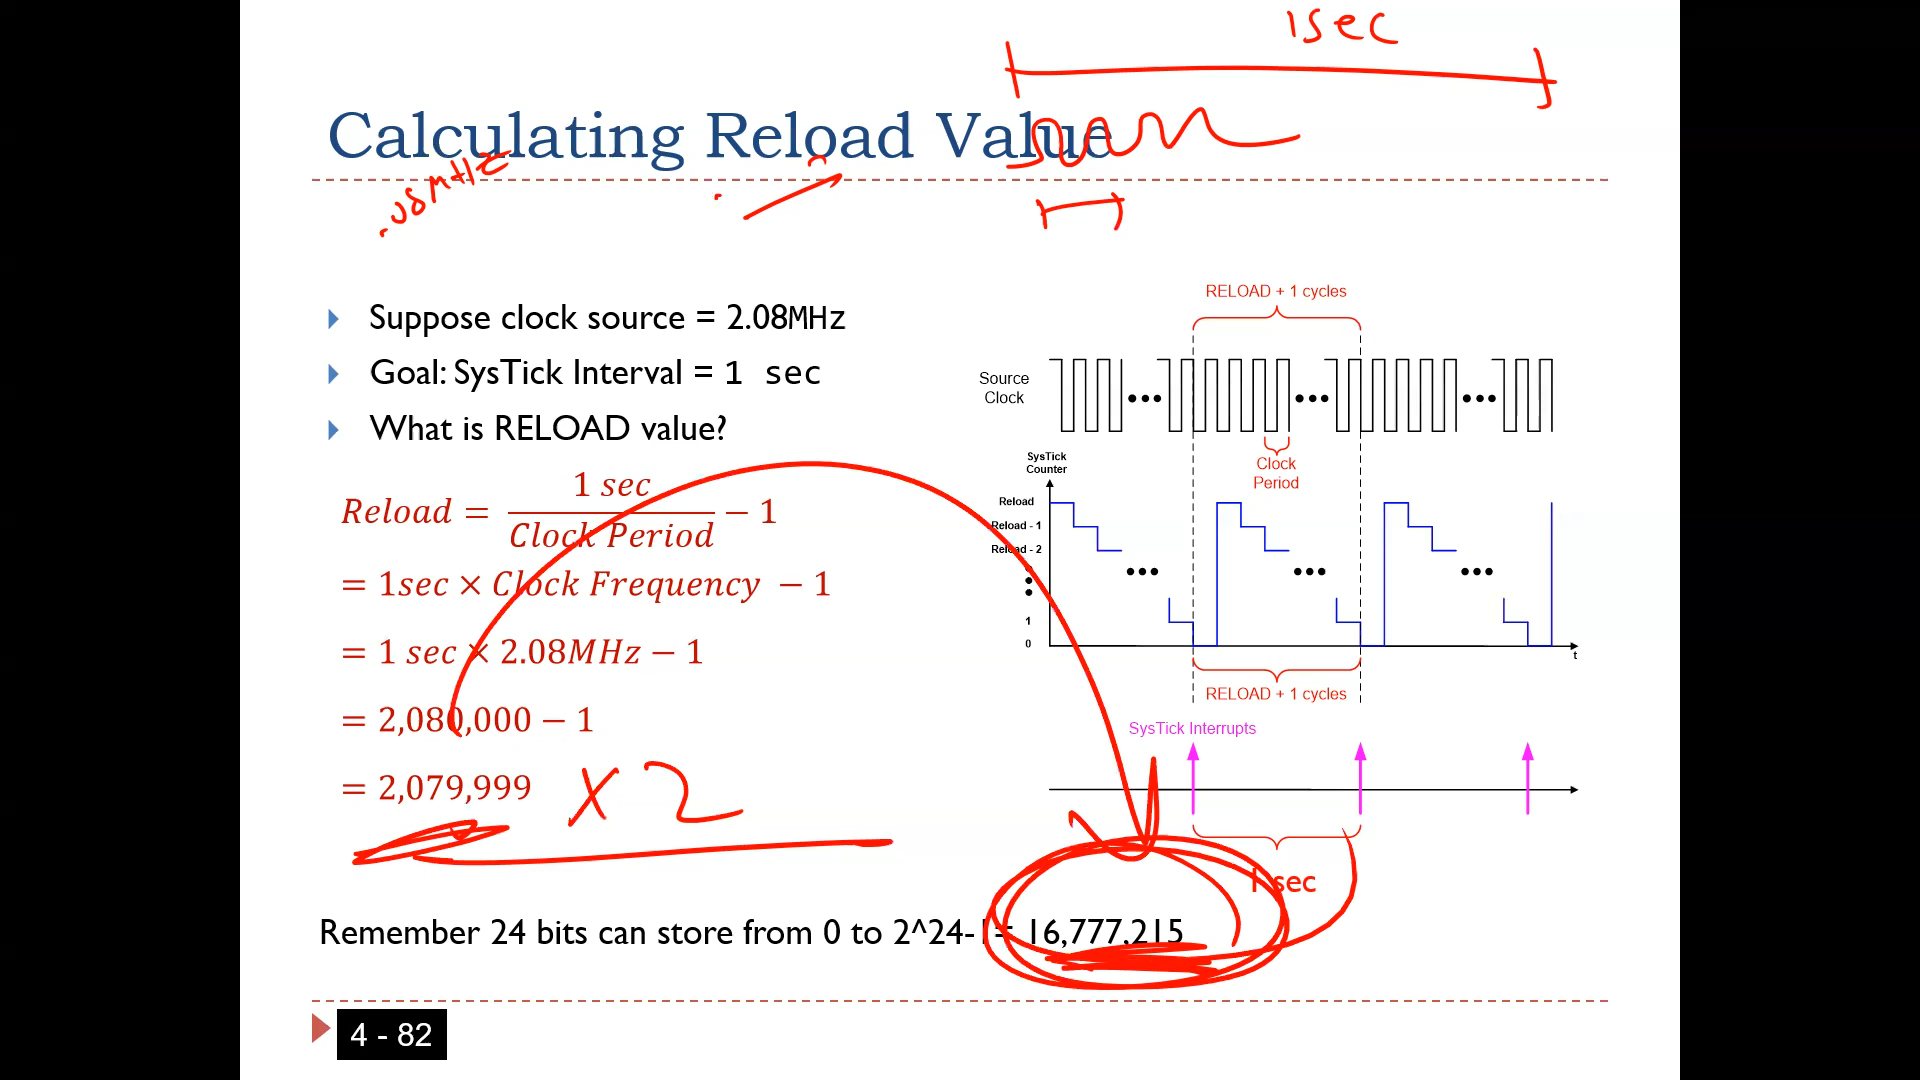 1sec
Calculating Reload Value
Suppose clock source = 2.08MHz
Goal: SysTick Interval = 1 sec
What is RELOAD value?
Reload = 1 sec / Clock Period − 1
= 1sec × Clock Frequency − 1
= 1 sec × 2.08MHz − 1
= 2,080,000 − 1
= 2,079,999
x2
RELOAD + 1 cycles
Source
Clock
Clock
Period
SysTick
Counter
Reload
Reload - 1
Reload - 2
1
0
t
RELOAD + 1 cycles
SysTick Interrupts
1 sec
Remember 24 bits can store from 0 to 2^24-1= 16,777,215
4 - 82